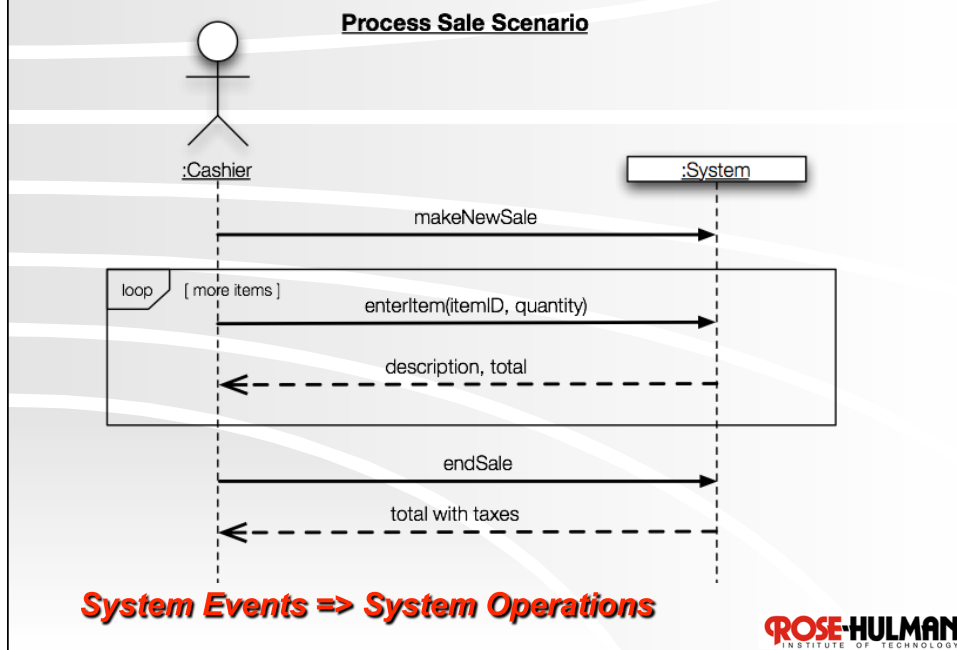 Process Sale Scenario
:Cashier
:System
makeNewSale
loop
[ more items ]
enterItem(itemID, quantity)
description, total
endSale
total with taxes
System Events => System Operations
ROSE-HULMAN
INSTITUTE OF TECHNOLOGY